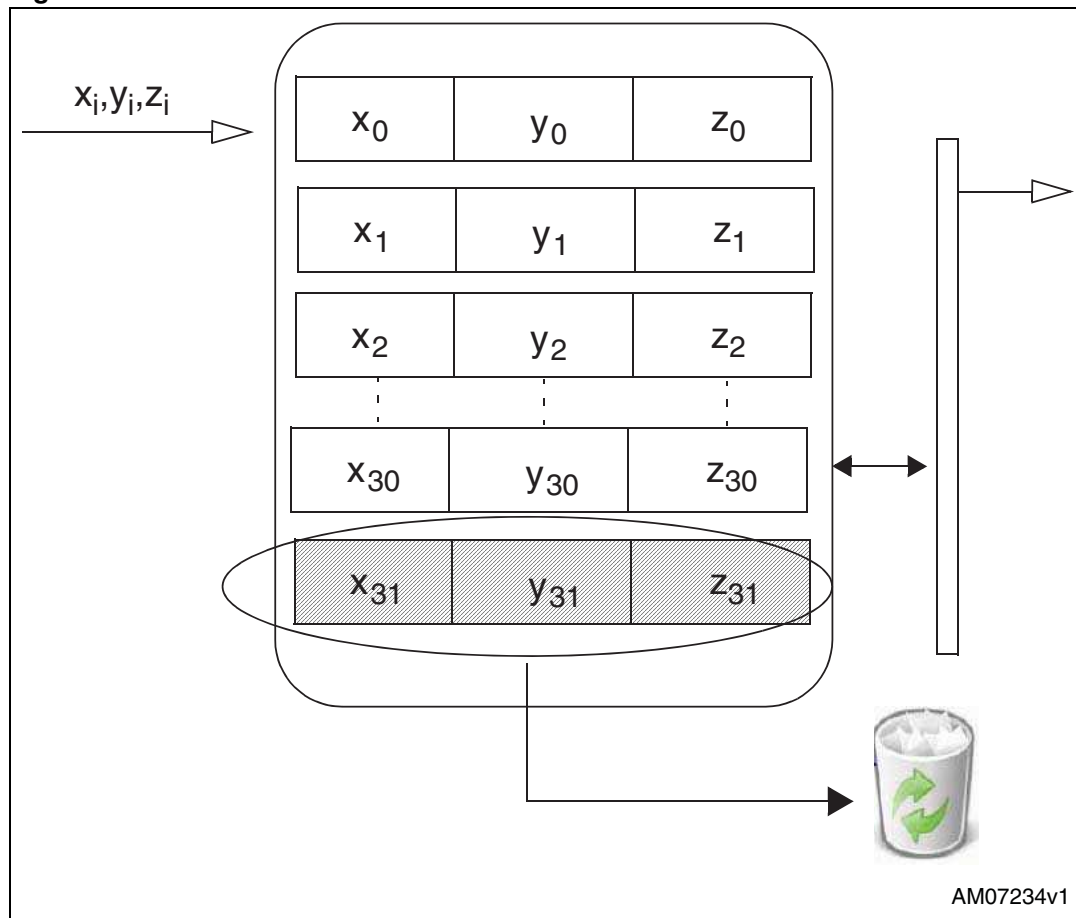 xᵢ,yᵢ,zᵢ
x₀ y₀ z₀
x₁ y₁ z₁
x₂ y₂ z₂
x₃₀ y₃₀ z₃₀
x₃₁ y₃₁ z₃₁
AM07234v1